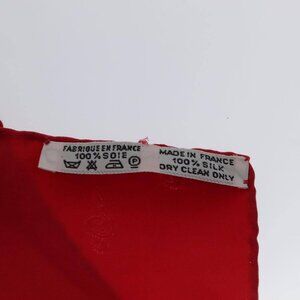 FABRIQUE EN FRANCE
100% SOIE
P
MADE IN FRANCE
100% SILK
DRY CLEAN ONLY